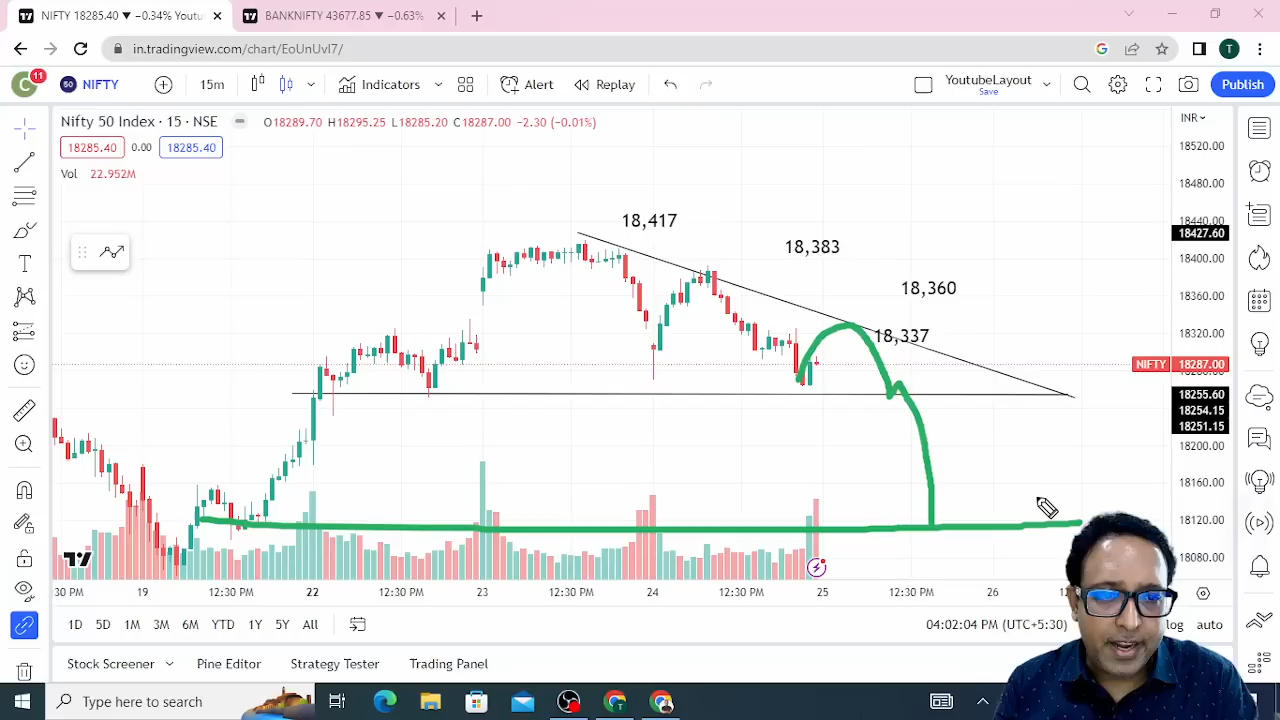 NIFTY 18285.40 ▼ −0.34% Youtu
BANKNIFTY 43677.85 ▼ −0.63%
in.tradingview.com/chart/EoUnUvI7/
T
C 11
50 NIFTY
15m
Indicators
Alert
Replay
YoutubeLayout
Save
Publish
Nifty 50 Index · 15 · NSE
O18289.70 H18295.25 L18285.20 C18287.00 −2.30 (−0.01%)
18285.40 0.00 18285.40
Vol 22.952M
INR
18520.00
18480.00
18440.00
18427.60
18400.00
18360.00
18320.00
NIFTY 18287.00
18280.00
18255.60
18254.15
18251.15
18200.00
18160.00
18120.00
18080.00
18,417
18,383
18,360
18,337
:30 PM 19 12:30 PM 22 12:30 PM 23 12:30 PM 24 12:30 PM 25 12:30 PM 26
1D 5D 1M 3M 6M YTD 1Y 5Y All
04:02:04 PM (UTC+5:30)
log auto
Stock Screener
Pine Editor
Strategy Tester
Trading Panel
Type here to search